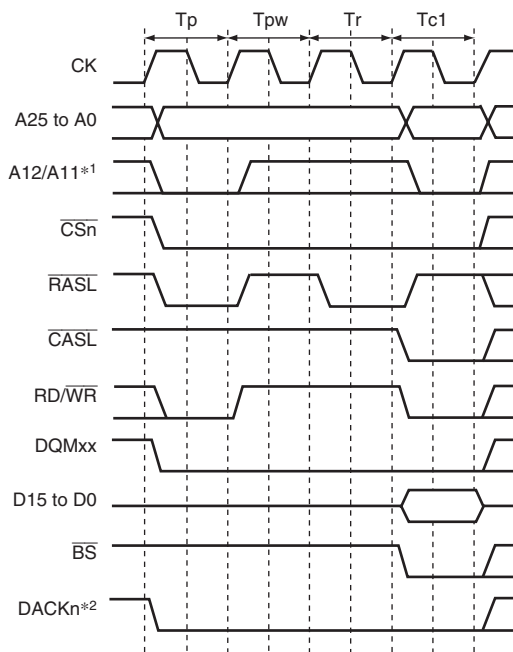 Tp Tpw Tr Tc1
CK
A25 to A0
A12/A11*1
CSn
RASL
CASL
RD/WR
DQMxx
D15 to D0
BS
DACKn*2